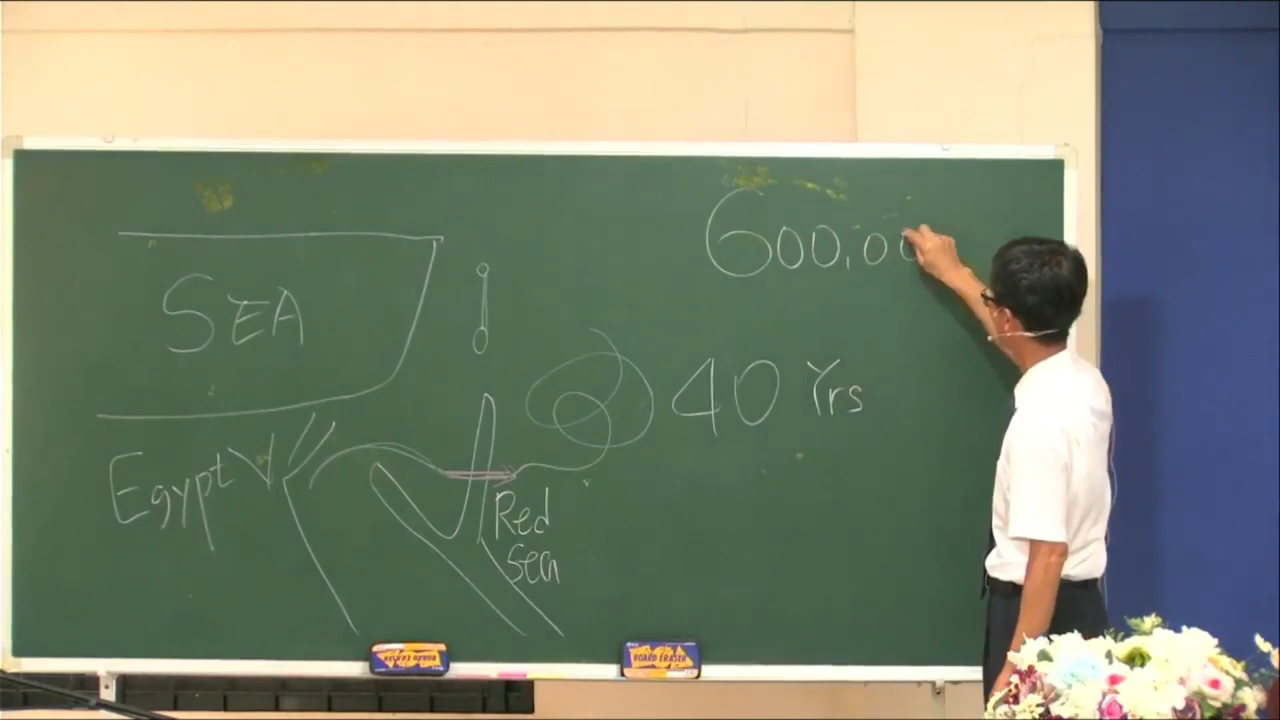 600,00
SEA
40 Yrs
Egypt
Red
Sea
BOARD ERASER
BOARD ERASER